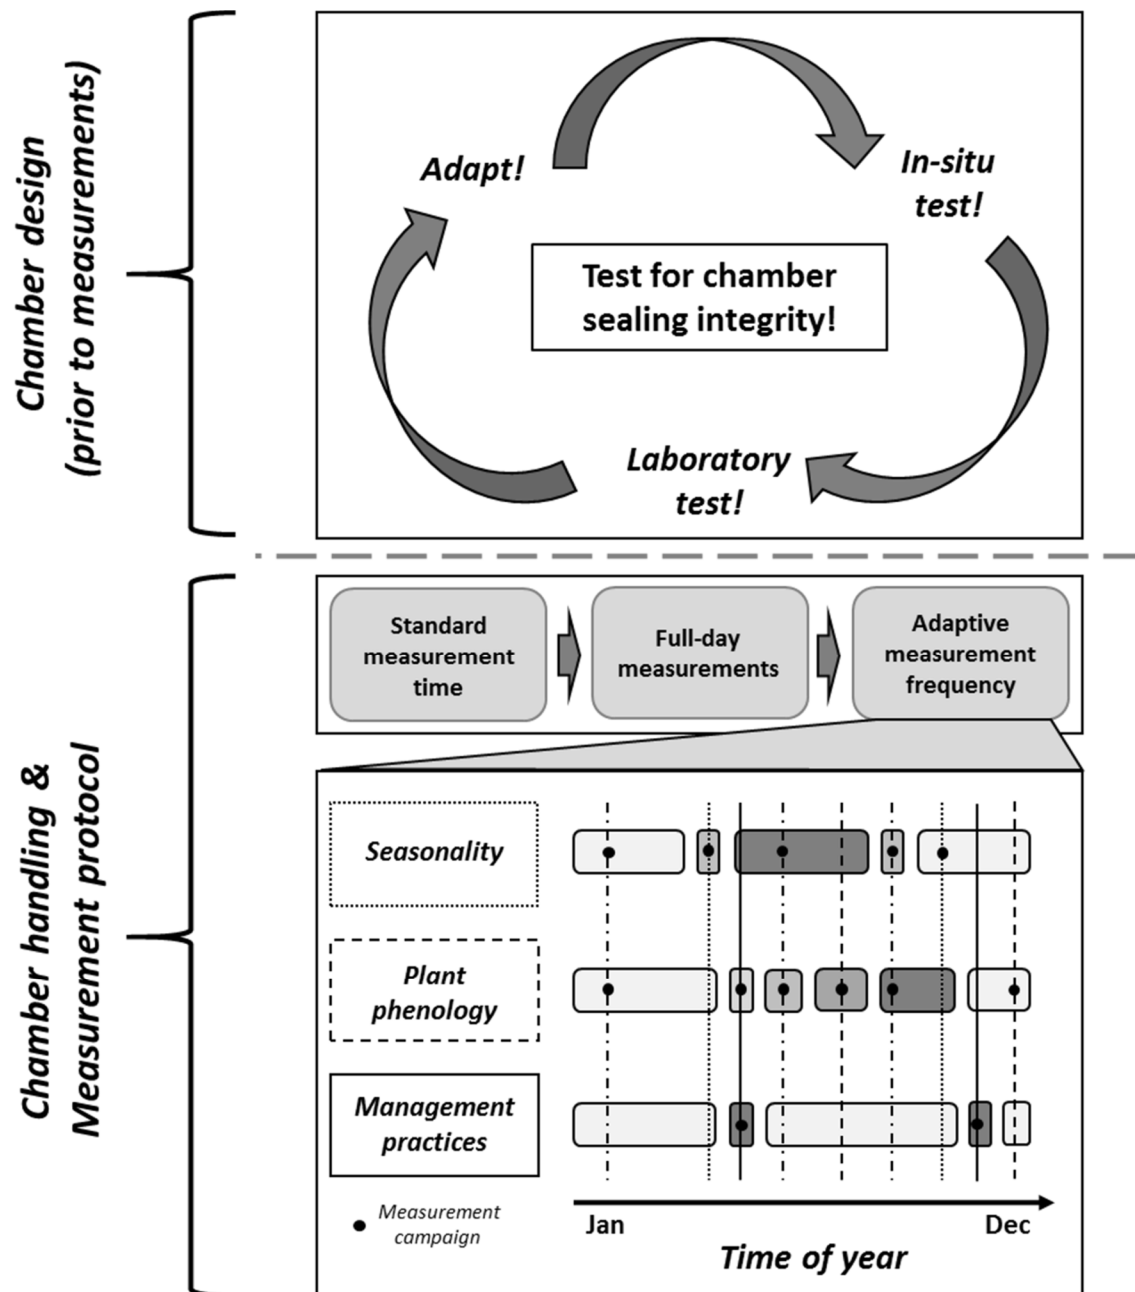 Chamber design
(prior to measurements)
Adapt!
In-situ
test!
Test for chamber
sealing integrity!
Laboratory
test!
Chamber handling &
Measurement protocol
Standard
measurement
time
Full-day
measurements
Adaptive
measurement
frequency
Seasonality
Plant
phenology
Management
practices
Measurement
campaign
Jan
Dec
Time of year